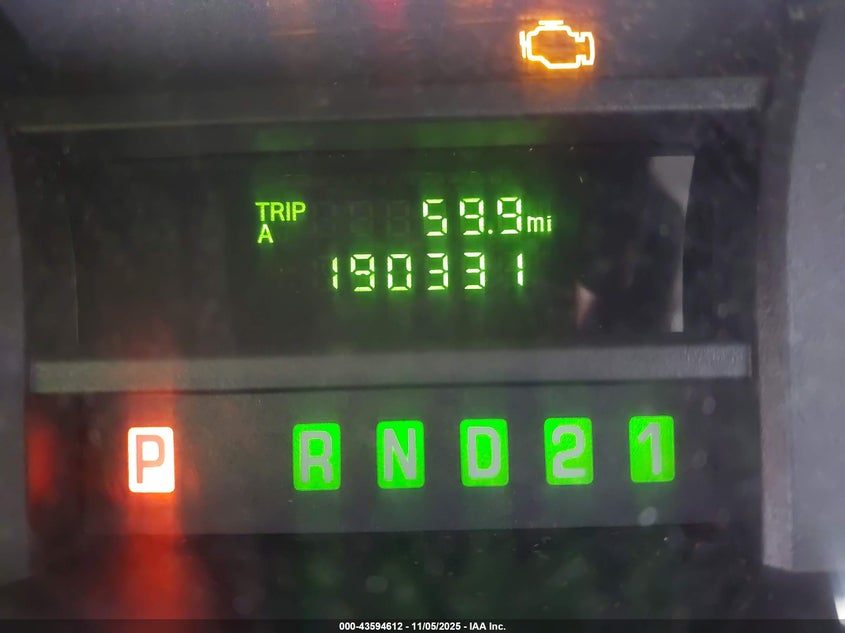 TRIP 59.9mi
A
190331
P R N D 2 1
000-43594612 - 11/05/2025 - IAA Inc.